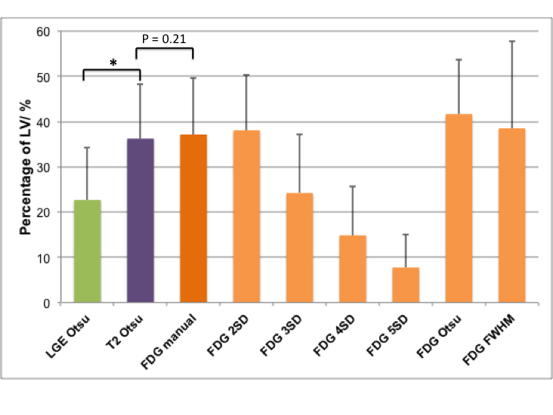 P = 0.21
*
Percentage of LV/ %
60
50
40
30
20
10
0
LGE Otsu
T2 Otsu
FDG manual
FDG 2SD
FDG 3SD
FDG 4SD
FDG 5SD
FDG Otsu
FDG FWHM